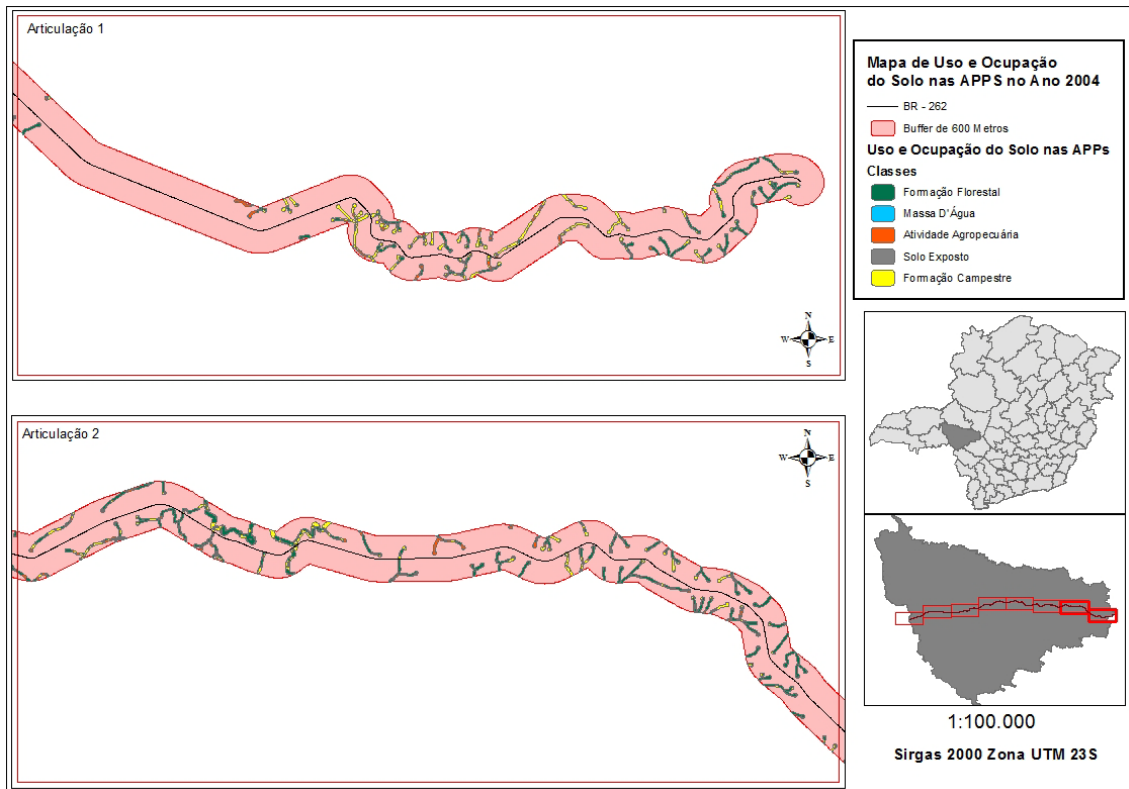 Articulação 1
N
W
E
S
Articulação 2
N
W
E
S
Mapa de Uso e Ocupação
do Solo nas APPS no Ano 2004
BR - 262
Buffer de 600 Metros
Uso e Ocupação do Solo nas APPs
Classes
Formação Florestal
Massa D'Água
Atividade Agropecuária
Solo Exposto
Formação Campestre
1:100.000
Sirgas 2000 Zona UTM 23S